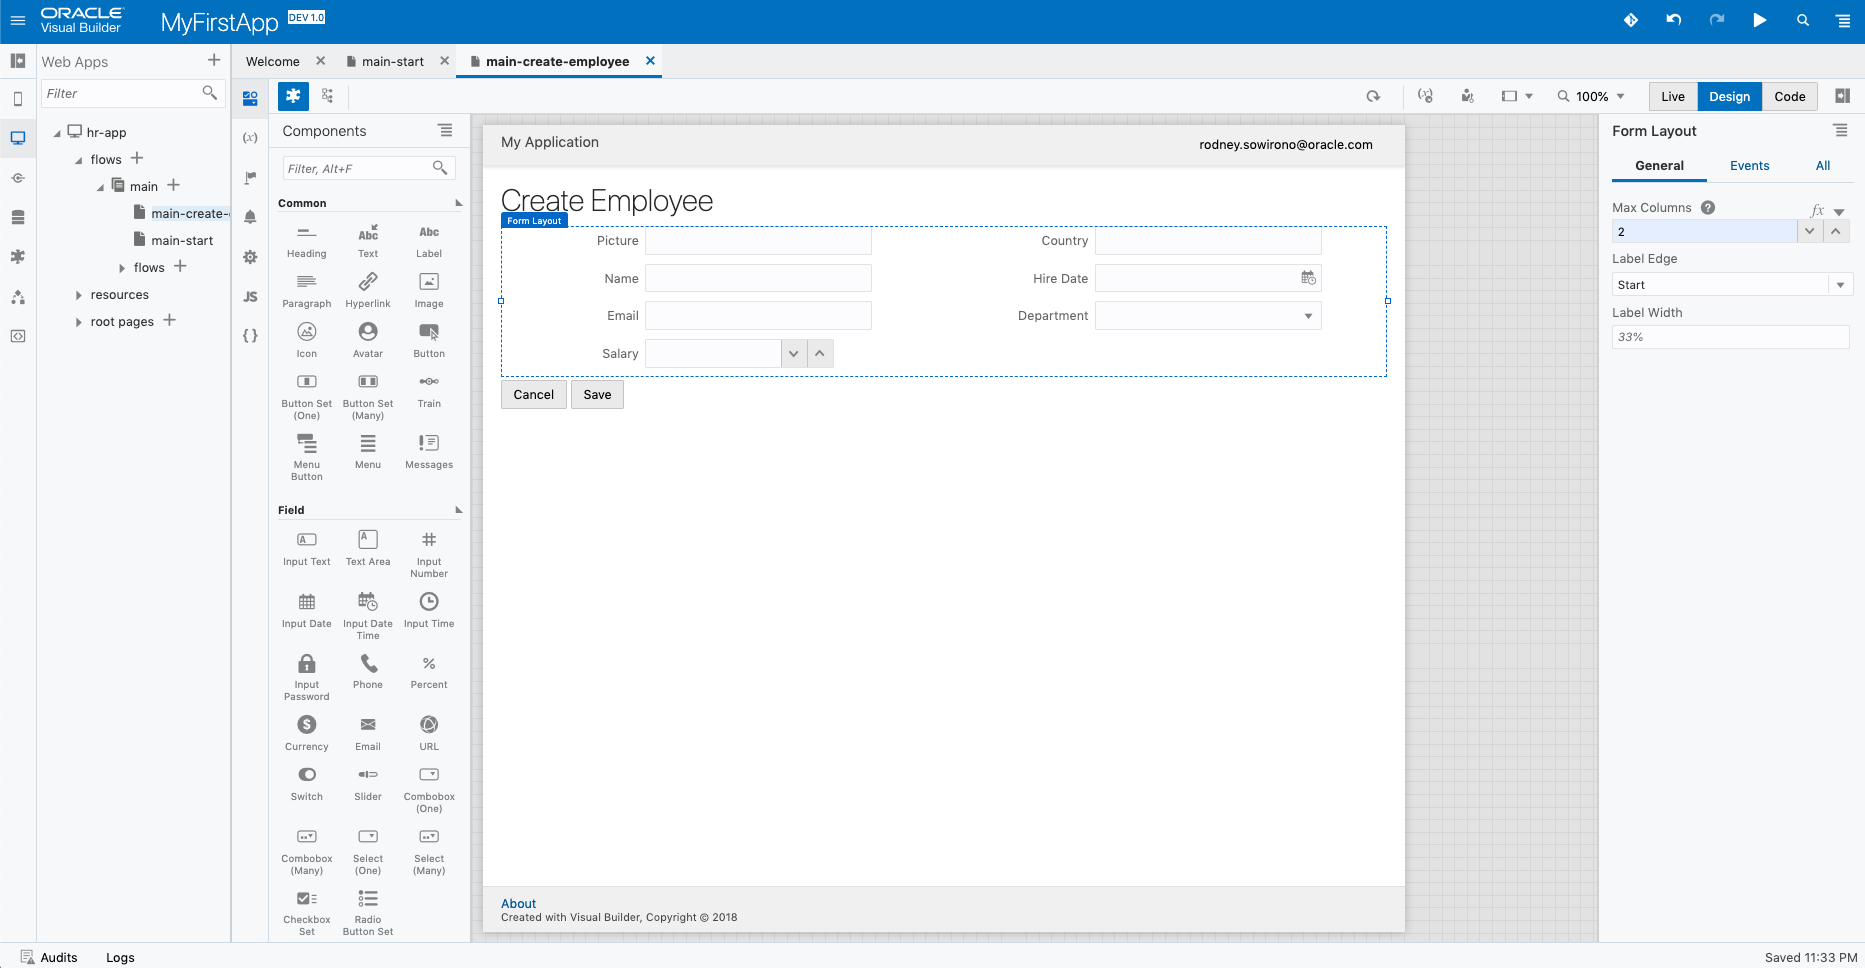 ORACLE
Visual Builder
MyFirstApp
DEV 1.0
Web Apps
Filter
hr-app
flows
main
main-create-
main-start
flows
resources
root pages
Welcome
main-start
main-create-employee
100%
Live
Design
Code
(x)
JS
{ }
Components
Filter, Alt+F
Common
Heading
Text
Label
Paragraph
Hyperlink
Image
Icon
Avatar
Button
Button Set
(One)
Button Set
(Many)
Train
Menu
Button
Menu
Messages
Field
Input Text
Text Area
Input
Number
Input Date
Input Date
Time
Input Time
Input
Password
Phone
Percent
Currency
Email
URL
Switch
Slider
Combobox
(One)
Combobox
(Many)
Select
(One)
Select
(Many)
Checkbox
Set
Radio
Button Set
My Application
rodney.sowirono@oracle.com
Create Employee
Form Layout
Picture
Country
Name
Hire Date
Email
Department
Salary
Cancel
Save
About
Created with Visual Builder, Copyright © 2018
Form Layout
General
Events
All
Max Columns
fx
2
Label Edge
Start
Label Width
33%
Audits
Logs
Saved 11:33 PM